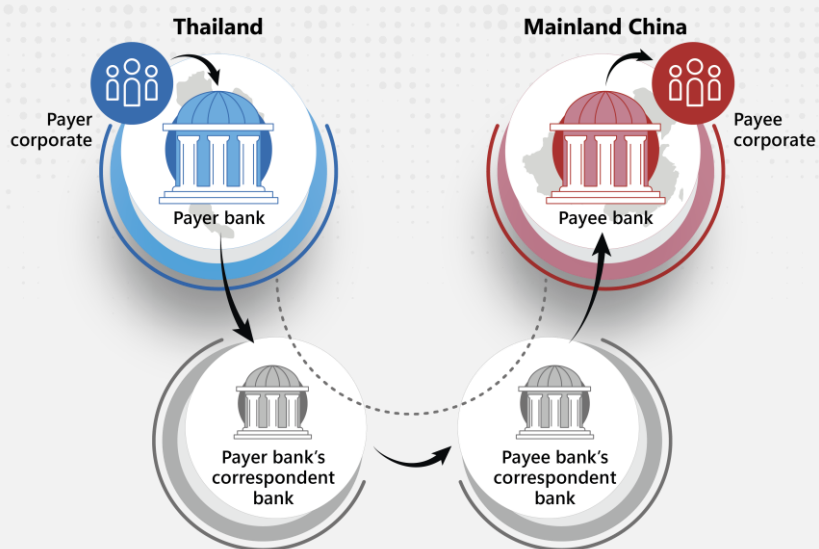 Thailand
Mainland China
Payer
corporate
Payer bank
Payee bank
Payee
corporate
Payer bank's
correspondent
bank
Payee bank's
correspondent
bank